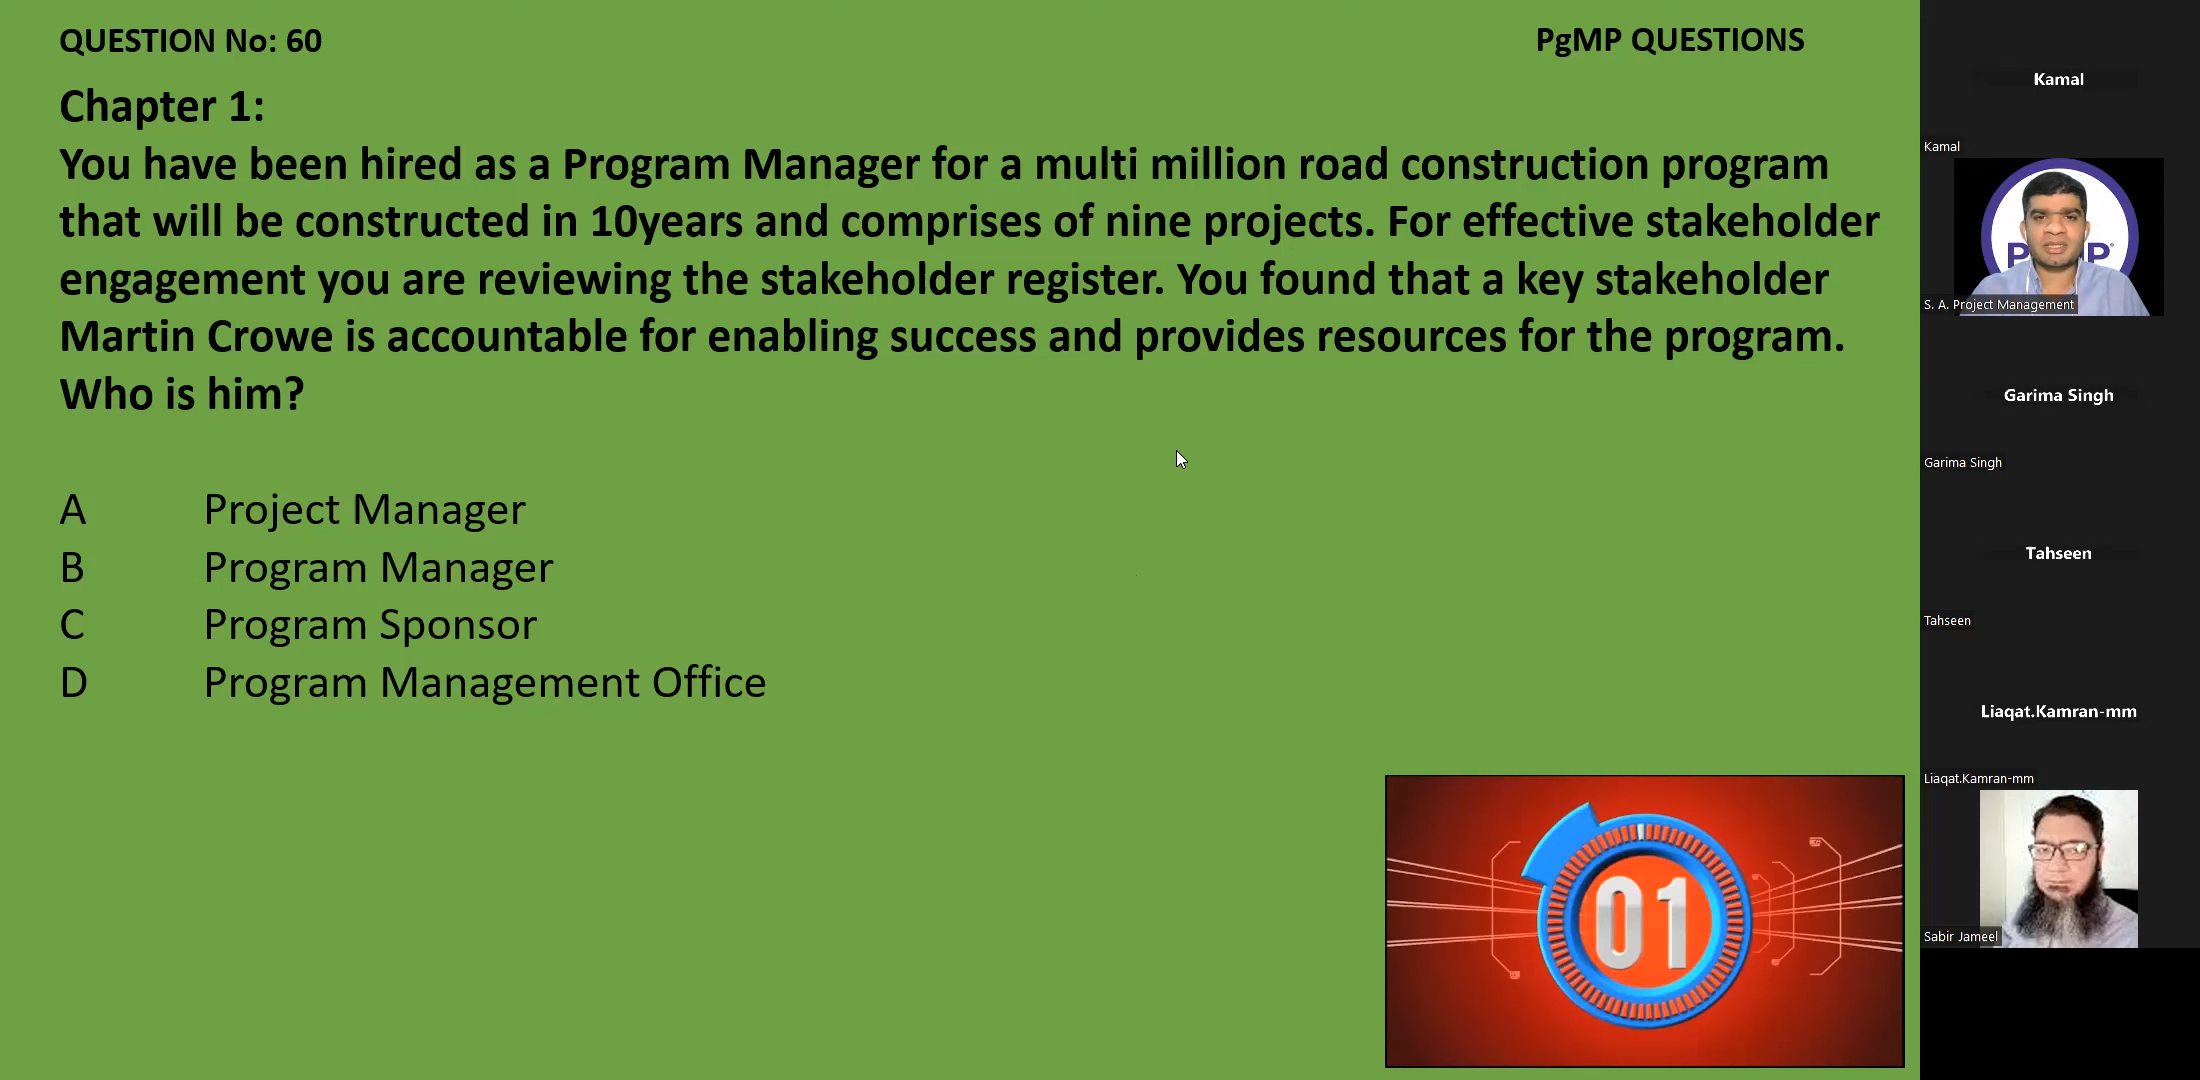 QUESTION No: 60
PgMP QUESTIONS
Chapter 1:
You have been hired as a Program Manager for a multi million road construction program
that will be constructed in 10years and comprises of nine projects. For effective stakeholder
engagement you are reviewing the stakeholder register. You found that a key stakeholder
Martin Crowe is accountable for enabling success and provides resources for the program.
Who is him?
A Project Manager
B Program Manager
C Program Sponsor
D Program Management Office
01
Kamal
Kamal
S. A. Project Management
Garima Singh
Garima Singh
Tahseen
Tahseen
Liaqat.Kamran-mm
Liaqat.Kamran-mm
Sabir Jameel